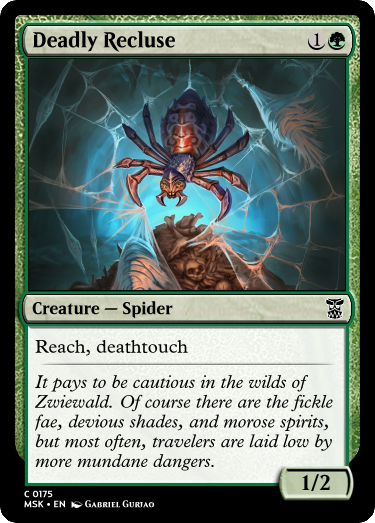 Deadly Recluse 1
Creature — Spider
Reach, deathtouch
It pays to be cautious in the wilds of
Zwiewald. Of course there are the fickle
fae, devious shades, and morose spirits,
but most often, travelers are laid low by
more mundane dangers.
1/2
C 0175
MSK • EN Gabriel Gurjao